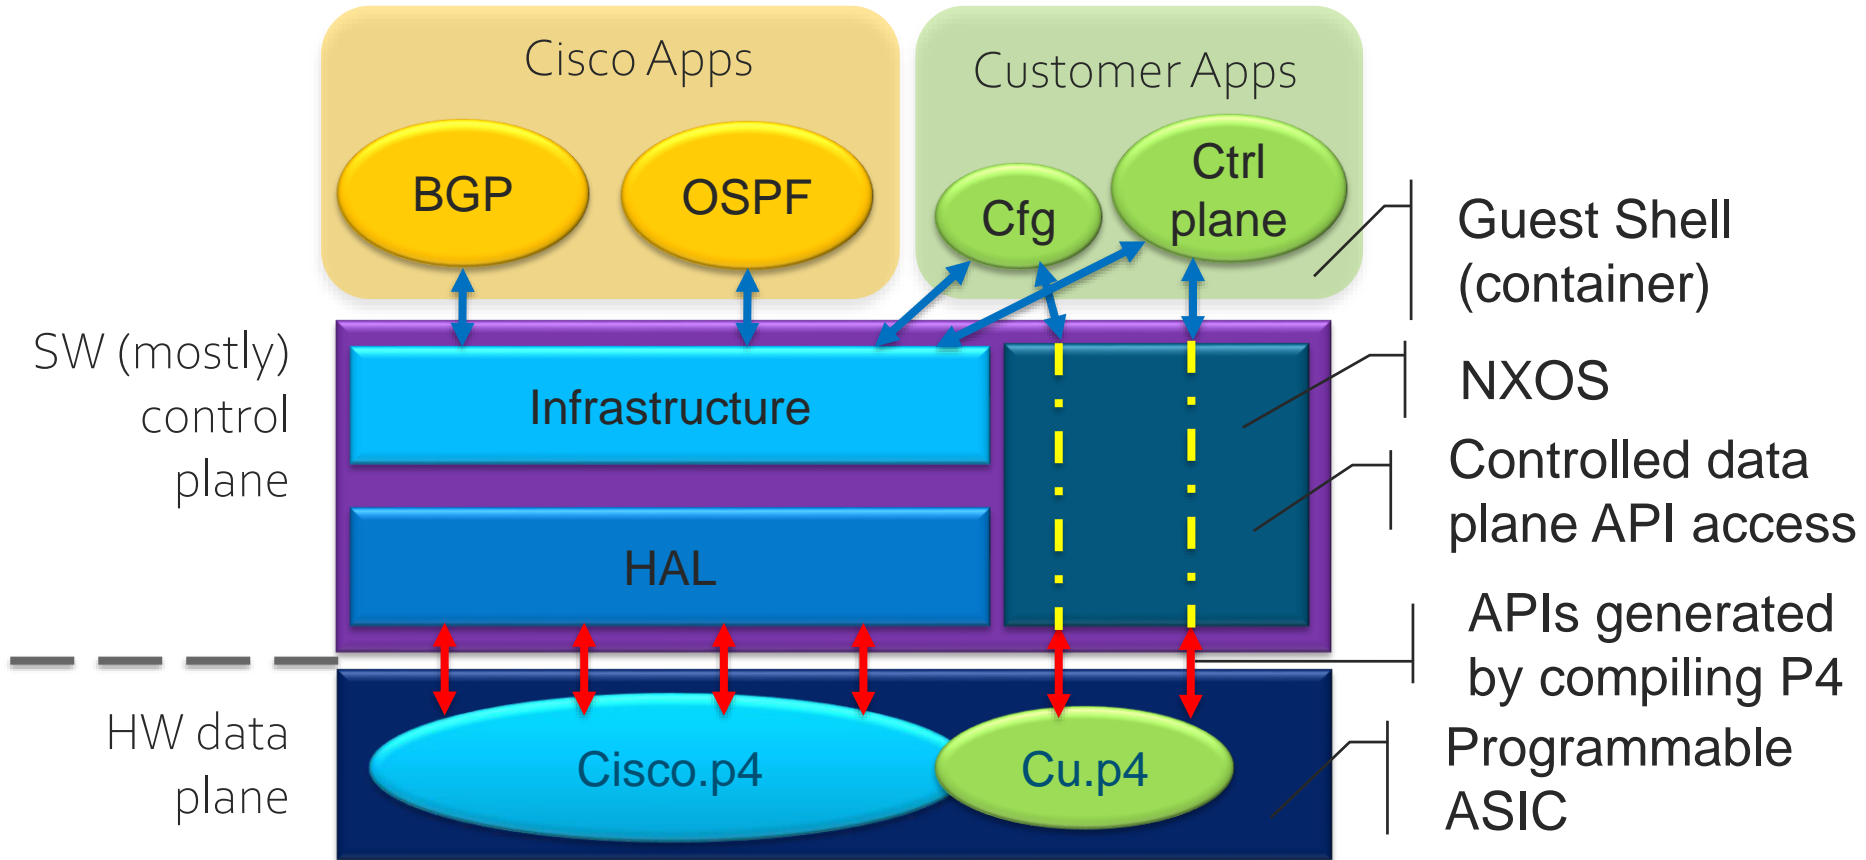 Cisco Apps
Customer Apps
BGP
OSPF
Cfg
Ctrl
plane
Guest Shell
(container)
SW (mostly)
control
plane
Infrastructure
NXOS
HAL
Controlled data
plane API access
APIs generated
by compiling P4
HW data
plane
Cisco.p4
Cu.p4
Programmable
ASIC